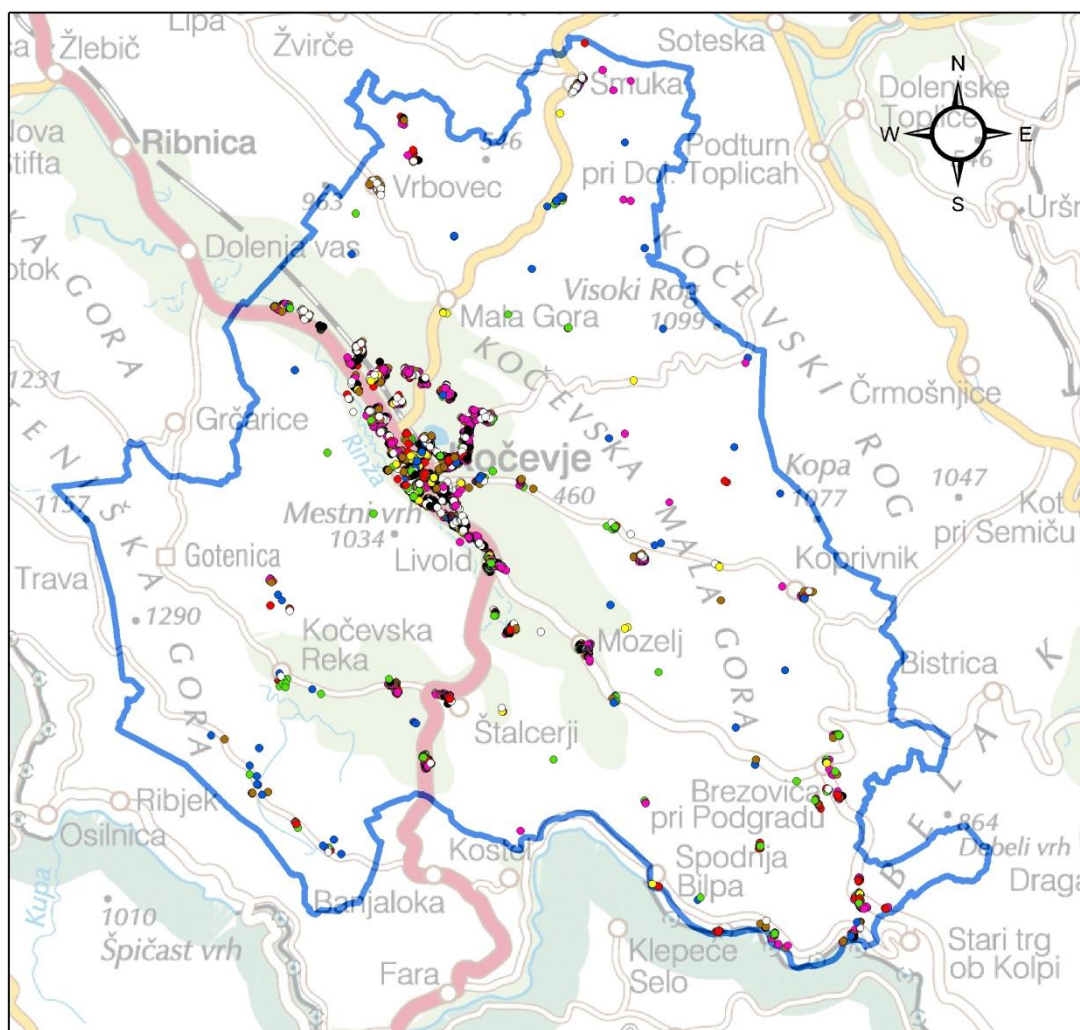 Lipa
Žlebič
Žvirče
Soteska
Smuka
N
W
E
S
Dolenjske
Toplice
546
Nova
Štifta
Ribnica
546
Podturn
pri Dol. Toplicah
Vrbovec
963
Dolenja vas
Visoki Rog
1099
Mala Gora
KOČEVSKI ROG
1231
Grčarice
Črmošnjice
Rinža
Kočevje
KOČEVSKA MALA GORA
1157
Mestni vrh
1034
460
Kopa
1077
1047
Kot
pri Semiču
Trava
Gotenica
Livold
Koprivnik
1290
Kočevska
Reka
Mozelj
Bistrica
Štalcerji
Ribjek
Osilnica
Brezovica
pri Podgradu
864
Debeli vrh
Kostel
Spodnja
Bilpa
Draga
Banjaloka
Kupa
1010
Špičast vrh
Klepeče
Selo
Stari trg
ob Kolpi
Fara